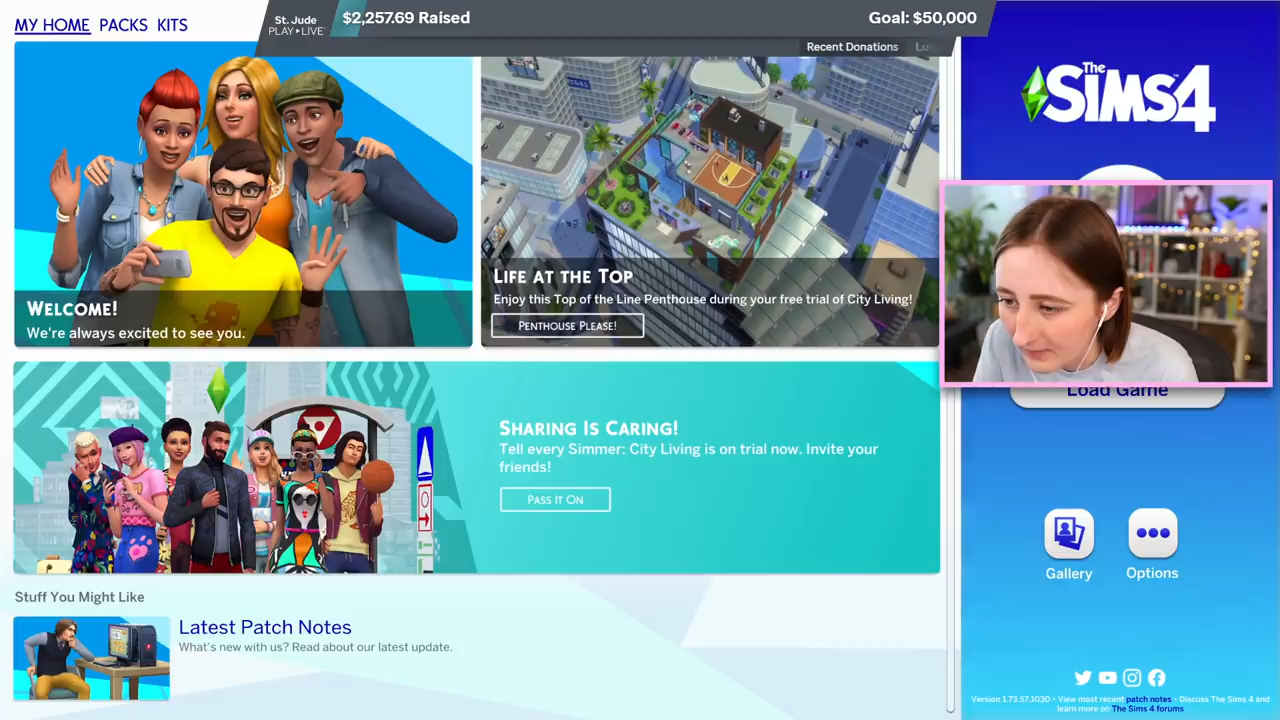 MY HOME PACKS KITS
St. Jude
PLAY LIVE
$2,257.69 Raised
Goal: $50,000
Recent Donations
The
SIMS4
WELCOME!
We're always excited to see you.
LIFE AT THE TOP
Enjoy this Top of the Line Penthouse during your free trial of City Living!
PENTHOUSE PLEASE!
Load Game
SHARING IS CARING!
Tell every Simmer: City Living is on trial now. Invite your
friends!
PASS IT ON
Gallery
Options
Stuff You Might Like
Latest Patch Notes
What's new with us? Read about our latest update.
Version 1.73.57.1030 - View most recent patch notes - Discuss The Sims 4 and
learn more on The Sims 4 forums